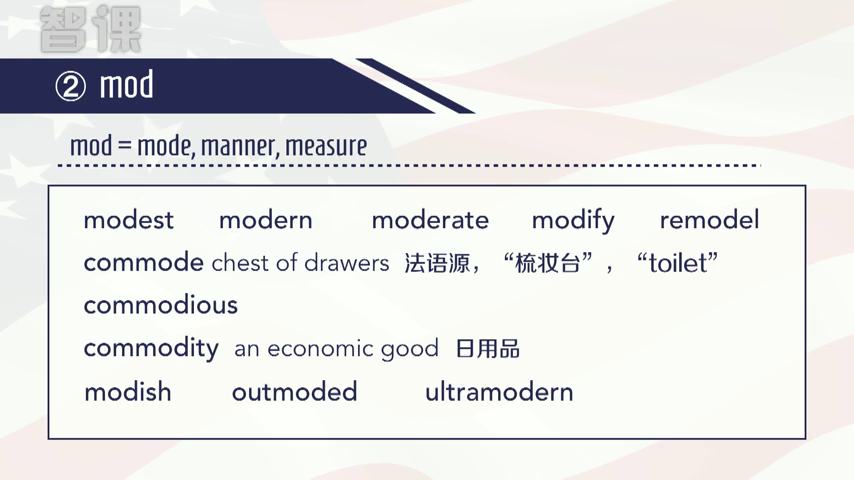 智课
② mod
mod = mode, manner, measure
modest modern moderate modify remodel
commode chest of drawers 法语源，“梳妆台”，“toilet”
commodious
commodity an economic good 日用品
modish outmoded ultramodern